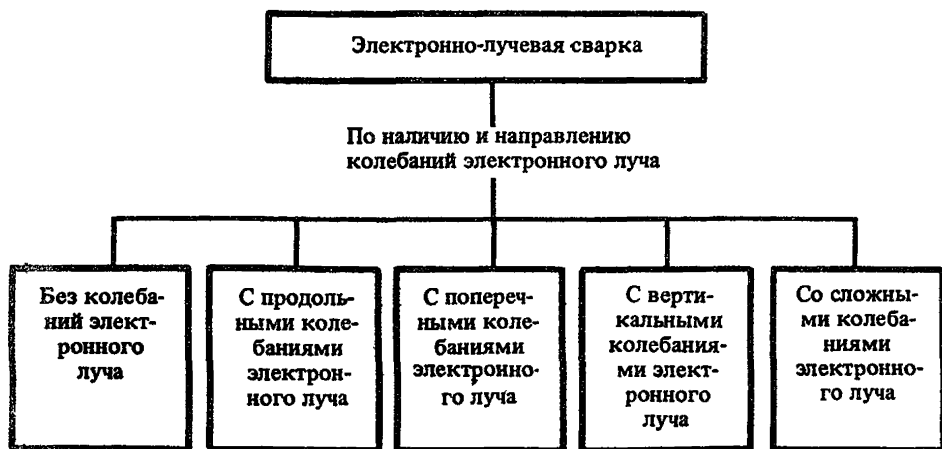 Электронно-лучевая сварка
По наличию и направлению
колебаний электронного луча
Без колеба-
ний элект-
ронного
луча
С продоль-
ными коле-
баниями
электрон-
ного луча
С попереч-
ными коле-
баниями
электронно-
го луча
С верти-
кальными
колебания-
ми элект-
ронного
луча
Со сложны-
ми колеба-
ниями
электронно-
го луча